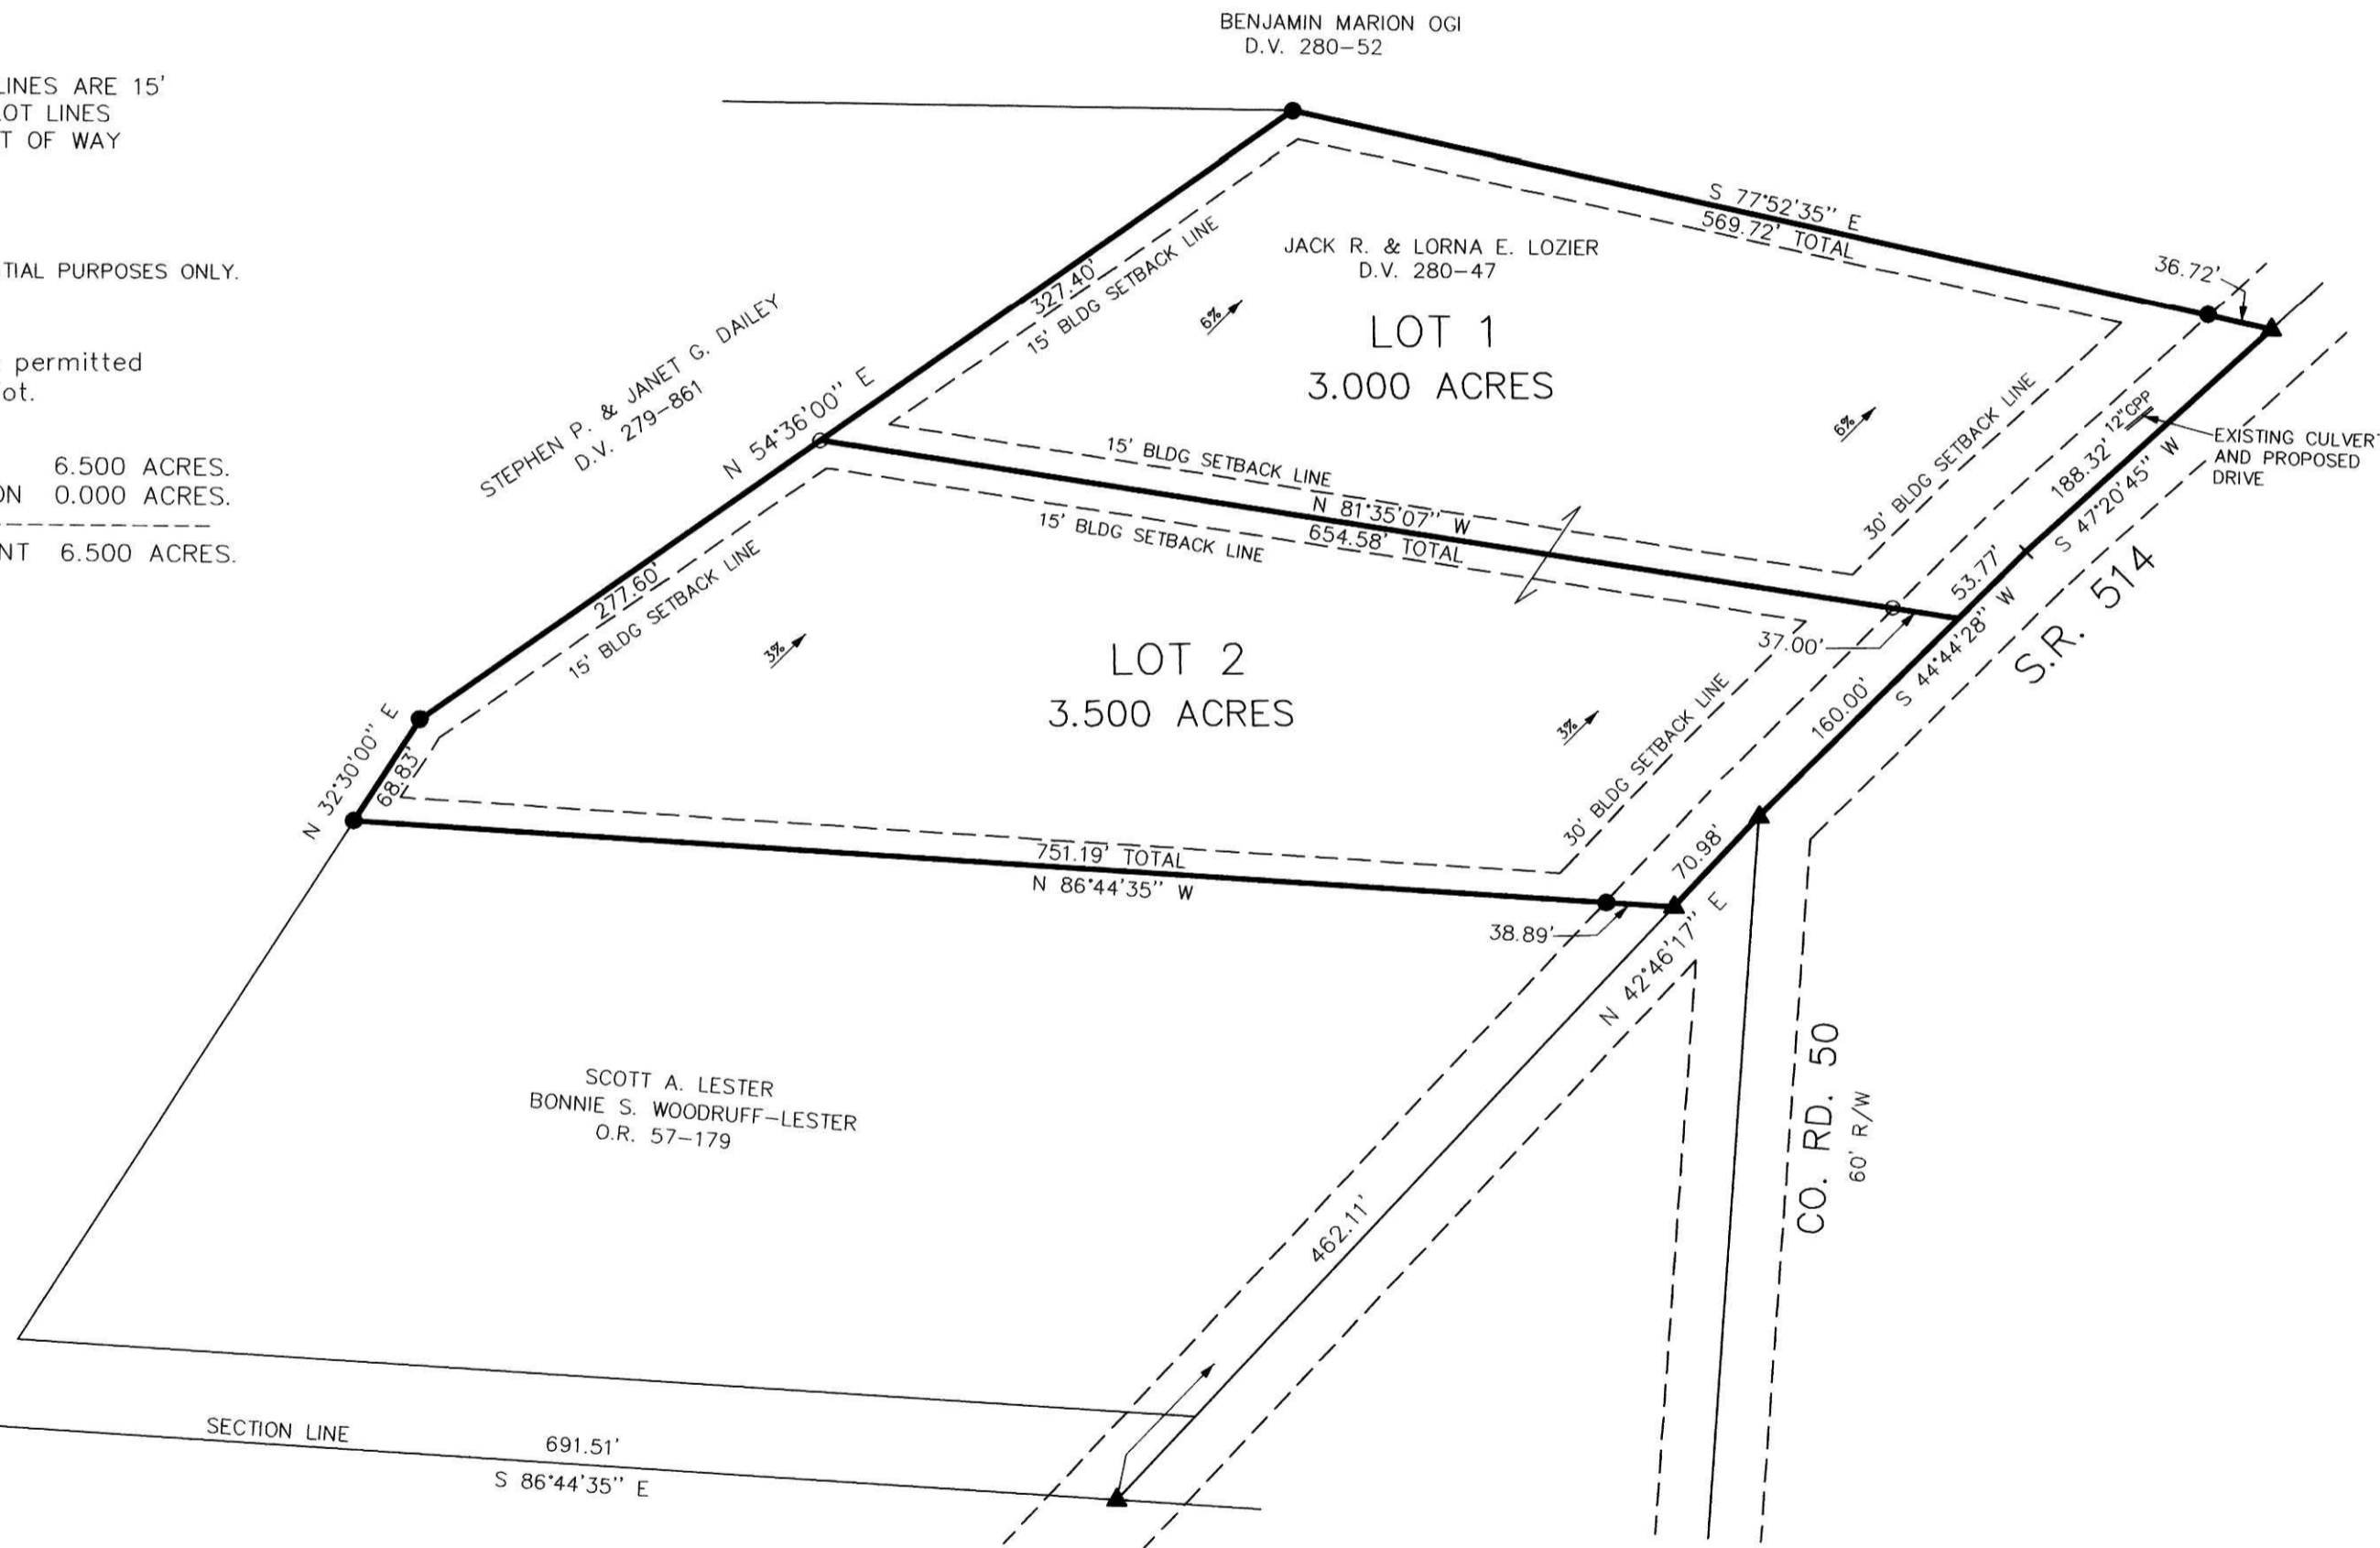 BENJAMIN MARION OGI
D.V. 280-52
LINES ARE 15'
LOT LINES
T OF WAY
TIAL PURPOSES ONLY.
permitted
ot.
6.500 ACRES.
ON 0.000 ACRES.
NT 6.500 ACRES.
S 77°52'35" E
569.72' TOTAL
36.72'
JACK R. & LORNA E. LOZIER
D.V. 280-47
LOT 1
3.000 ACRES
327.40'
15' BLDG SETBACK LINE
6%
6%
STEPHEN P. & JANET G. DAILEY
D.V. 279-861
N 54°36'00" E
15' BLDG SETBACK LINE
N 81°35'07" W
654.58' TOTAL
15' BLDG SETBACK LINE
30' BLDG SETBACK LINE
188.32'
12"CPP
EXISTING CULVERT
AND PROPOSED
DRIVE
S 47°20'45" W
53.77'
S 44°44'28" W
S.R. 514
37.00'
160.00'
277.60'
15' BLDG SETBACK LINE
3%
LOT 2
3.500 ACRES
3%
30' BLDG SETBACK LINE
N 32°30'00" E
68.83'
751.19' TOTAL
N 86°44'35" W
70.98'
38.89'
N 42°46'17" E
CO. RD. 50
60' R/W
SCOTT A. LESTER
BONNIE S. WOODRUFF-LESTER
O.R. 57-179
462.11'
SECTION LINE
691.51'
S 86°44'35" E